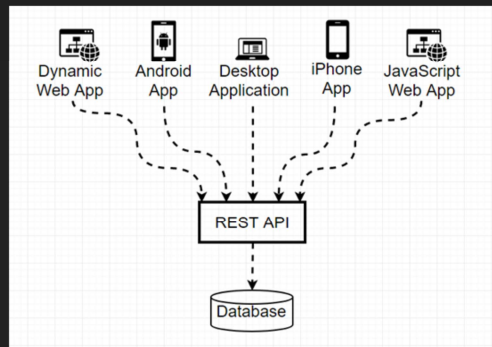 Dynamic
Web App
Android
App
Desktop
Application
iPhone
App
JavaScript
Web App
REST API
Database